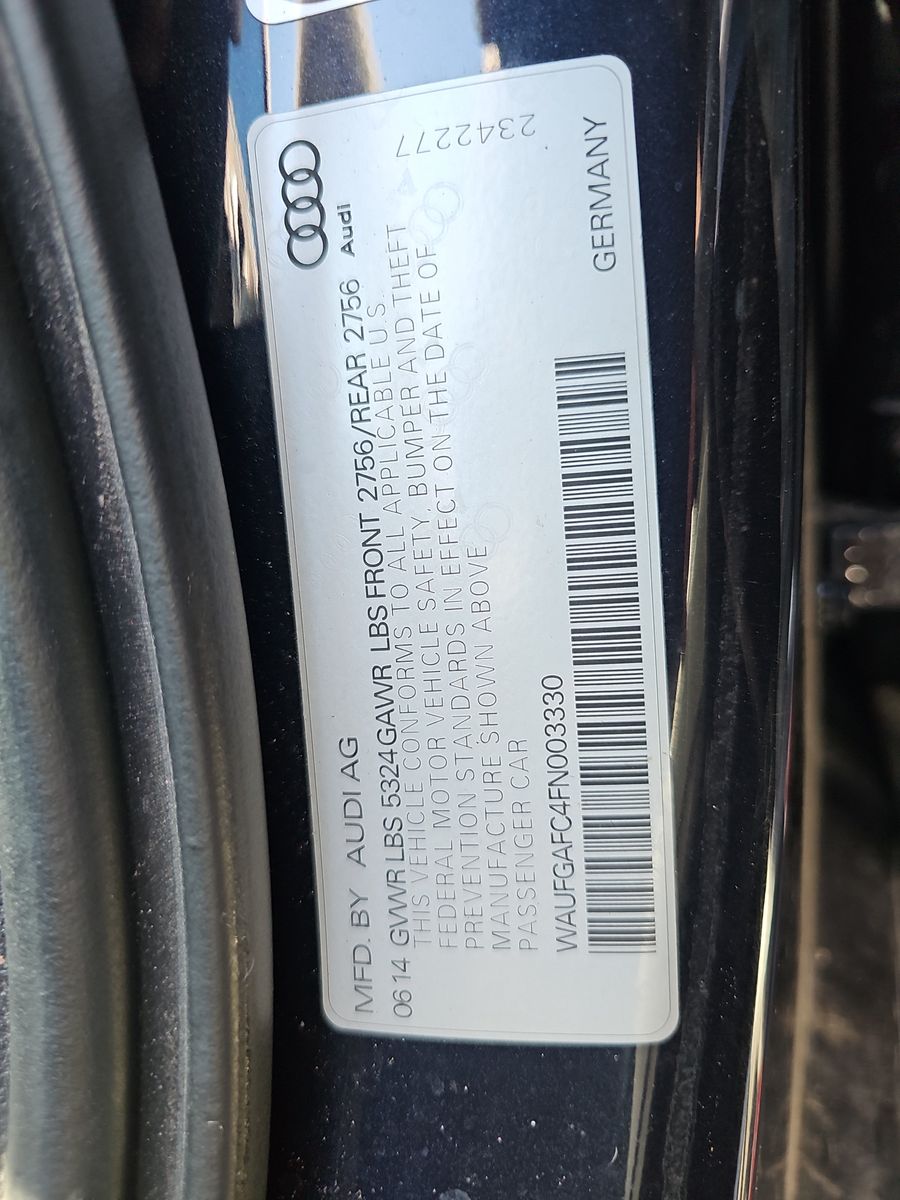 MFD. BY AUDI AG
Audi
06 14 GVWR LBS 5324 GAWR LBS FRONT 2756/REAR 2756
THIS VEHICLE CONFORMS TO ALL APPLICABLE U.S.
FEDERAL MOTOR VEHICLE SAFETY, BUMPER AND THEFT
PREVENTION STANDARDS IN EFFECT ON THE DATE OF
MANUFACTURE SHOWN ABOVE
PASSENGER CAR
2342277
WAUFGAFC4FN003330
GERMANY